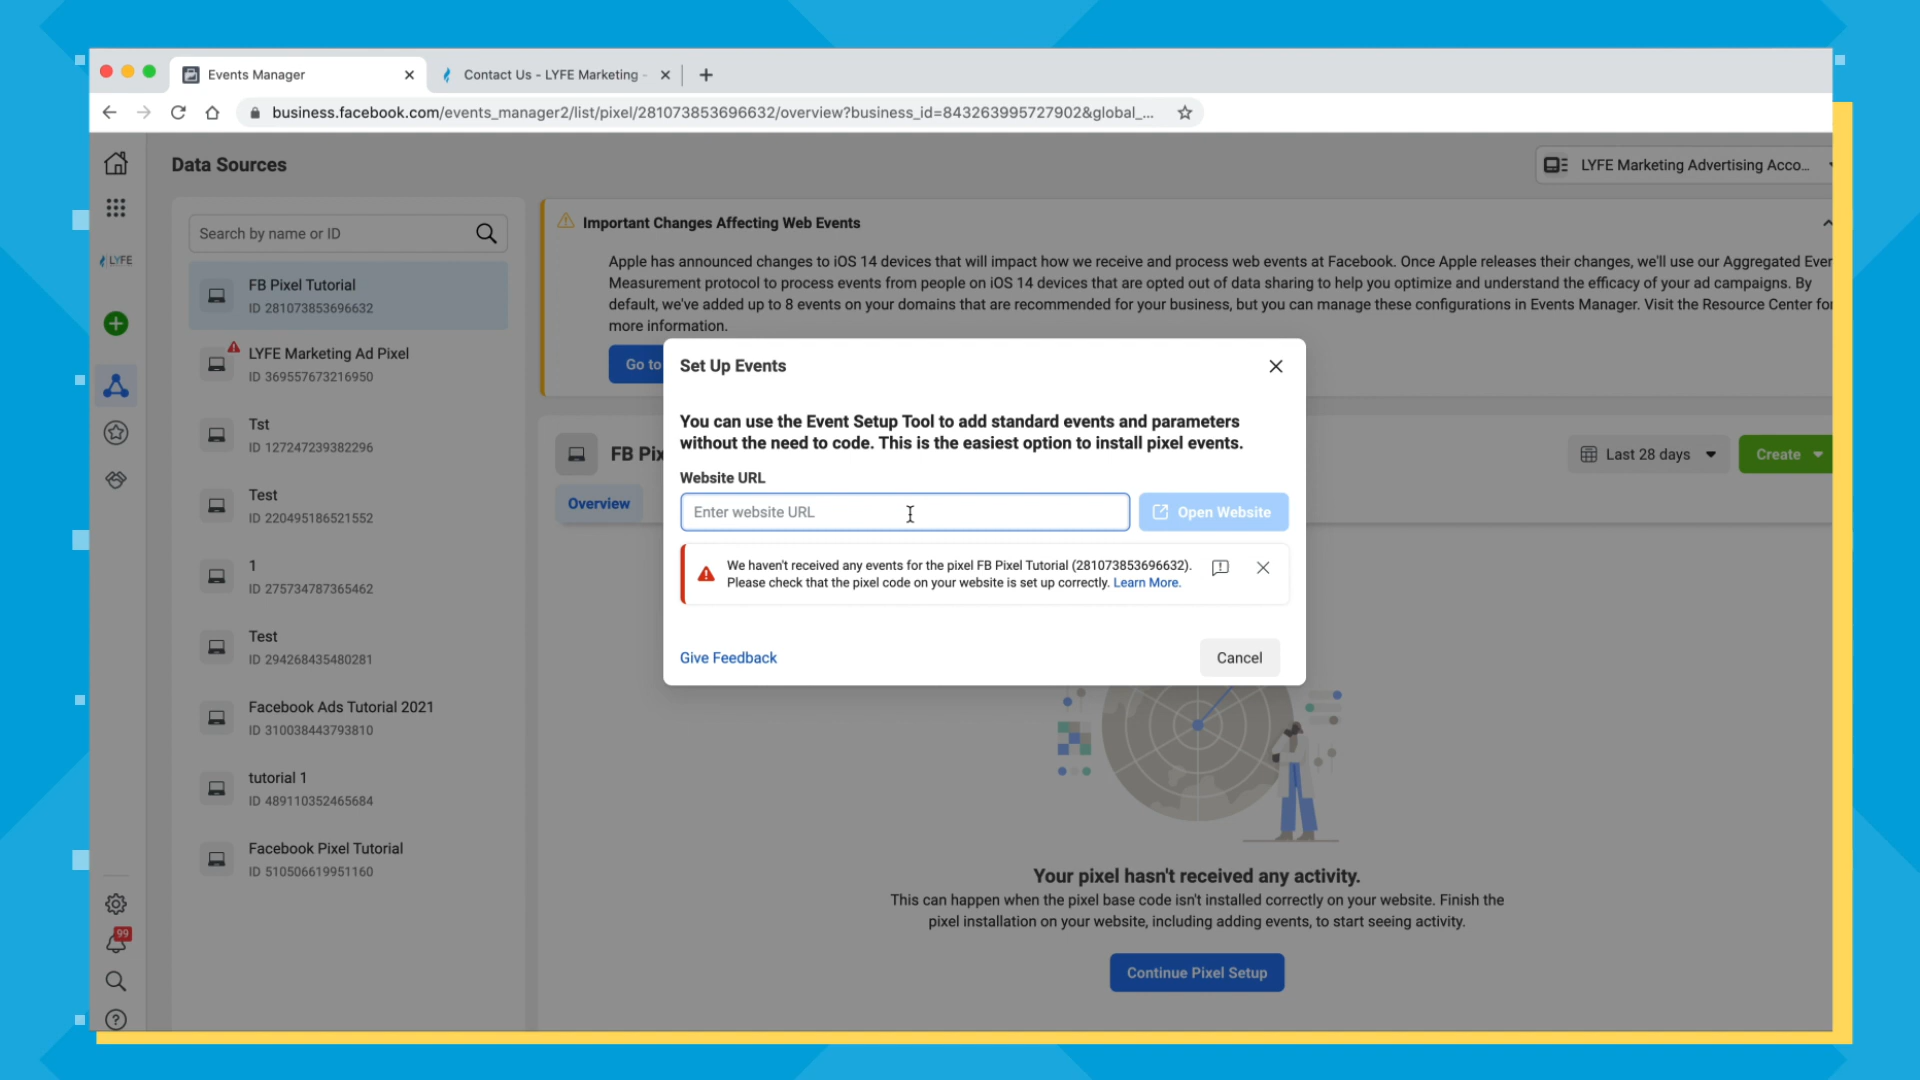 Events Manager
Contact Us - LYFE Marketing -
business.facebook.com/events_manager2/list/pixel/281073853696632/overview?business_id=843263995727902&global_...
Data Sources
LYFE Marketing Advertising Acco...
LYFE
Search by name or ID
FB Pixel Tutorial
ID 281073853696632
LYFE Marketing Ad Pixel
ID 369557673216950
Tst
ID 127247239382296
Test
ID 220495186521552
1
ID 275734787365462
Test
ID 294268435480281
Facebook Ads Tutorial 2021
ID 310038443793810
tutorial 1
ID 489110352465684
Facebook Pixel Tutorial
ID 510506619951160
99
Important Changes Affecting Web Events
Apple has announced changes to iOS 14 devices that will impact how we receive and process web events at Facebook. Once Apple releases their changes, we'll use our Aggregated Ever
Measurement protocol to process events from people on iOS 14 devices that are opted out of data sharing to help you optimize and understand the efficacy of your ad campaigns. By
default, we've added up to 8 events on your domains that are recommended for your business, but you can manage these configurations in Events Manager. Visit the Resource Center for
more information.
Go to
FB Pix
Last 28 days
Create
Overview
Set Up Events
You can use the Event Setup Tool to add standard events and parameters
without the need to code. This is the easiest option to install pixel events.
Website URL
Enter website URL
Open Website
We haven't received any events for the pixel FB Pixel Tutorial (281073853696632).
Please check that the pixel code on your website is set up correctly. Learn More.
Give Feedback
Cancel
Your pixel hasn't received any activity.
This can happen when the pixel base code isn't installed correctly on your website. Finish the
pixel installation on your website, including adding events, to start seeing activity.
Continue Pixel Setup